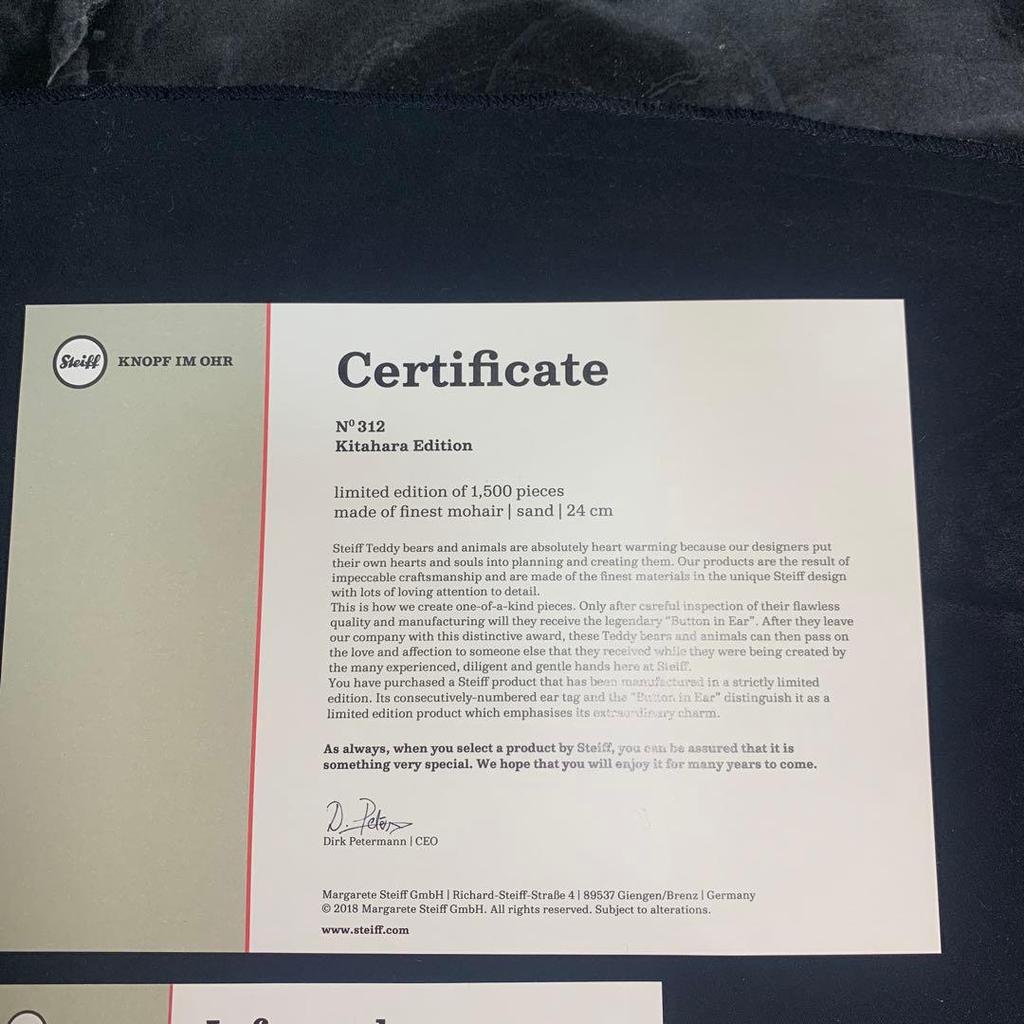 Steiff KNOPF IM OHR
Certificate
Nº 312
Kitahara Edition
limited edition of 1,500 pieces
made of finest mohair | sand | 24 cm
Steiff Teddy bears and animals are absolutely heart warming because our designers put
their own hearts and souls into planning and creating them. Our products are the result of
impeccable craftsmanship and are made of the finest materials in the unique Steiff design
with lots of loving attention to detail.
This is how we create one-of-a-kind pieces. Only after careful inspection of their flawless
quality and manufacturing will they receive the legendary "Button in Ear". After they leave
our company with this distinctive award, these Teddy bears and animals can then pass on
the love and affection to someone else that they received while they were being created by
the many experienced, diligent and gentle hands here at Steiff.
You have purchased a Steiff product that has been manufactured in a strictly limited
edition. Its consecutively-numbered ear tag and the "Button in Ear" distinguish it as a
limited edition product which emphasises its extraordinary charm.
As always, when you select a product by Steiff, you can be assured that it is
something very special. We hope that you will enjoy it for many years to come.
D. Peters
Dirk Petermann | CEO
Margarete Steiff GmbH | Richard-Steiff-Straße 4 | 89537 Giengen/Brenz | Germany
© 2018 Margarete Steiff GmbH. All rights reserved. Subject to alterations.
www.steiff.com